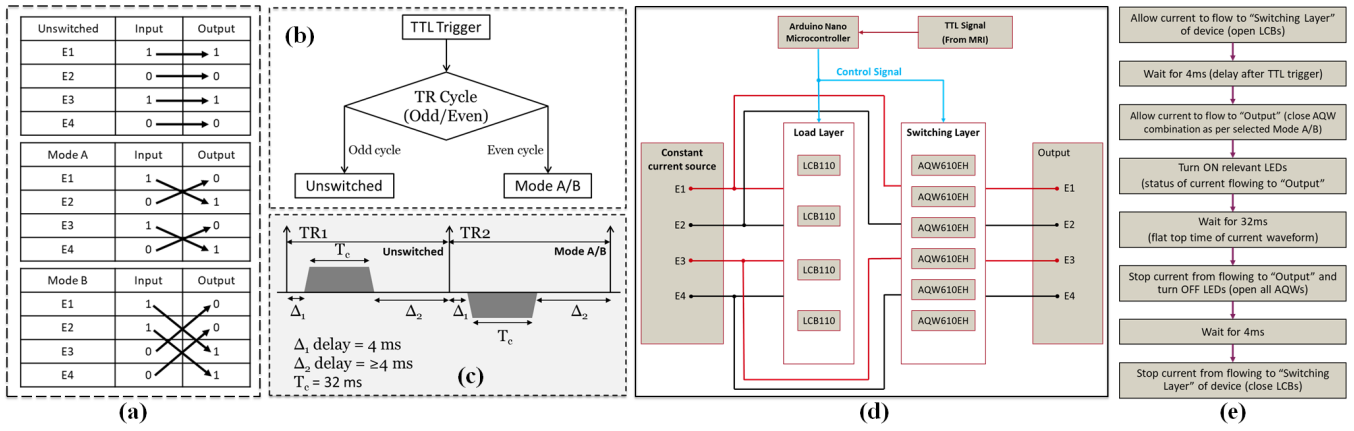 Unswitched Input Output
E1 1 1
E2 0 0
E3 1 1
E4 0 0
Mode A Input Output
E1 1 0
E2 0 1
E3 1 0
E4 0 1
Mode B Input Output
E1 1 0
E2 1 0
E3 0 1
E4 0 1
(a)
(b)
TTL Trigger
TR Cycle
(Odd/Even)
Odd cycle
Even cycle
Unswitched
Mode A/B
TR1
TR2
Tc
Unswitched
Mode A/B
Δ1
Δ2
Δ1
Δ2
Tc
Δ1 delay = 4 ms
Δ2 delay = ≥4 ms
Tc = 32 ms
(c)
Arduino Nano
Microcontroller
TTL Signal
(From MRI)
Control Signal
Constant
current source
E1
E2
E3
E4
Load Layer
LCB110
LCB110
LCB110
LCB110
Switching Layer
AQW610EH
AQW610EH
AQW610EH
AQW610EH
AQW610EH
AQW610EH
Output
E1
E2
E3
E4
(d)
Allow current to flow to “Switching Layer”
of device (open LCBs)
Wait for 4ms (delay after TTL trigger)
Allow current to flow to “Output” (close AQW
combination as per selected Mode A/B)
Turn ON relevant LEDs
(status of current flowing to “Output”
Wait for 32ms
(flat top time of current waveform)
Stop current from flowing to “Output” and
turn OFF LEDs (open all AQWs)
Wait for 4ms
Stop current from flowing to “Switching
Layer” of device (close LCBs)
(e)